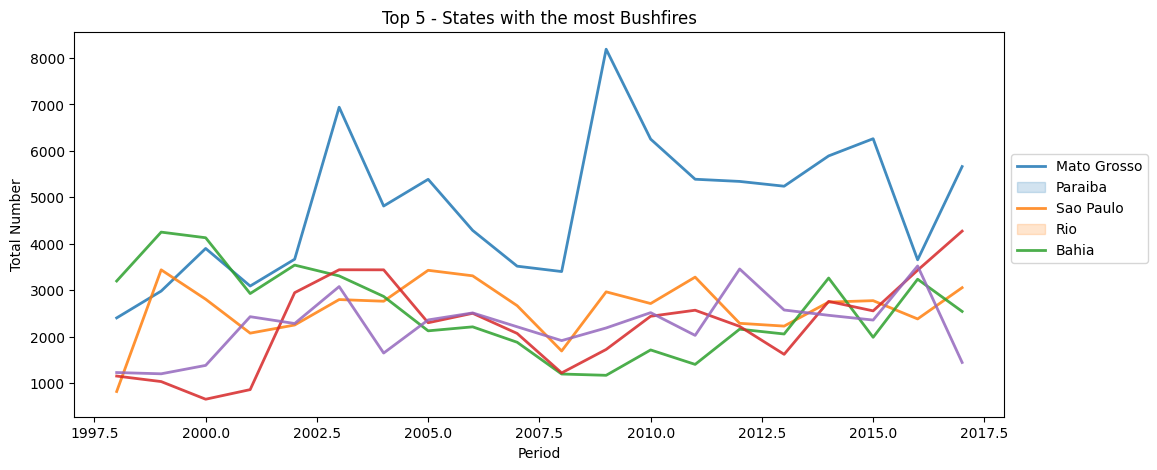 Top 5 - States with the most Bushfires
Total Number
8000
7000
6000
5000
4000
3000
2000
1000
1997.5 2000.0 2002.5 2005.0 2007.5 2010.0 2012.5 2015.0 2017.5
Period
Mato Grosso
Paraiba
Sao Paulo
Rio
Bahia